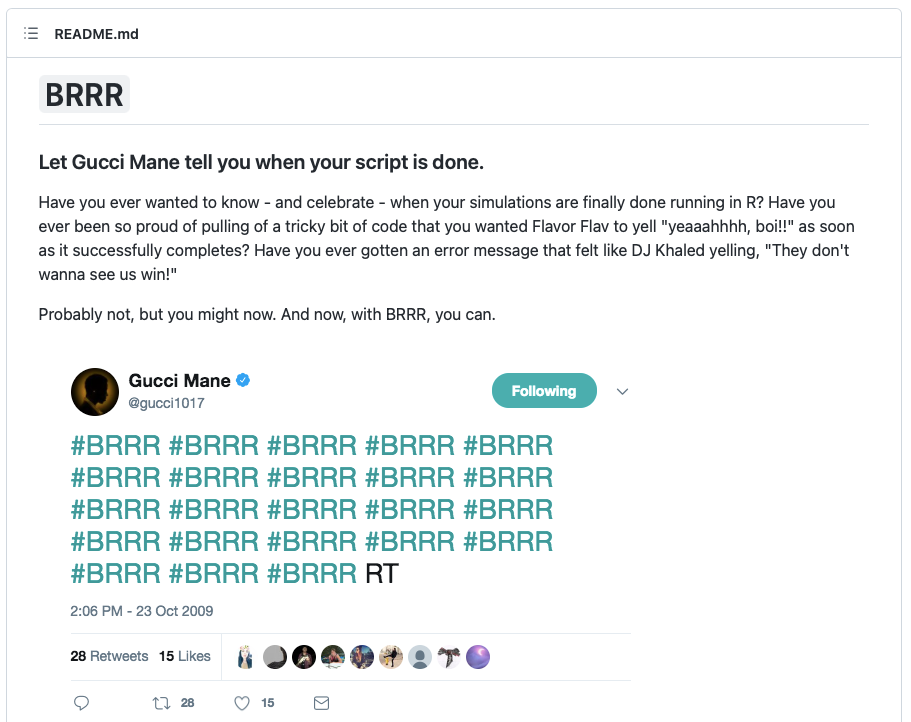 README.md
BRRR
Let Gucci Mane tell you when your script is done.
Have you ever wanted to know - and celebrate - when your simulations are finally done running in R? Have you
ever been so proud of pulling of a tricky bit of code that you wanted Flavor Flav to yell "yeaaahhhh, boi!!" as soon
as it successfully completes? Have you ever gotten an error message that felt like DJ Khaled yelling, "They don't
wanna see us win!"
Probably not, but you might now. And now, with BRRR, you can.
Gucci Mane
@gucci1017
Following
#BRRR #BRRR #BRRR #BRRR #BRRR
#BRRR #BRRR #BRRR #BRRR #BRRR
#BRRR #BRRR #BRRR #BRRR #BRRR
#BRRR #BRRR #BRRR #BRRR #BRRR
#BRRR #BRRR #BRRR RT
2:06 PM - 23 Oct 2009
28 Retweets 15 Likes
28 15